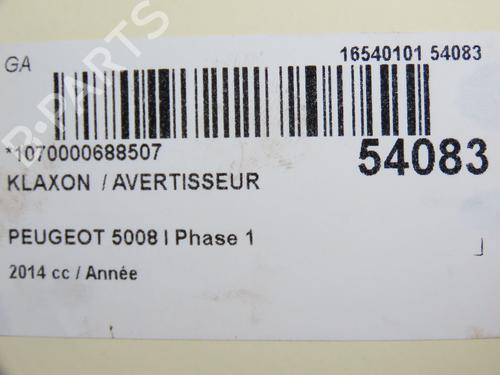 GA
16540101 54083
*1070000688507
54083
KLAXON / AVERTISSEUR
PEUGEOT 5008 I Phase 1
2014 cc / Année
B-PARTS